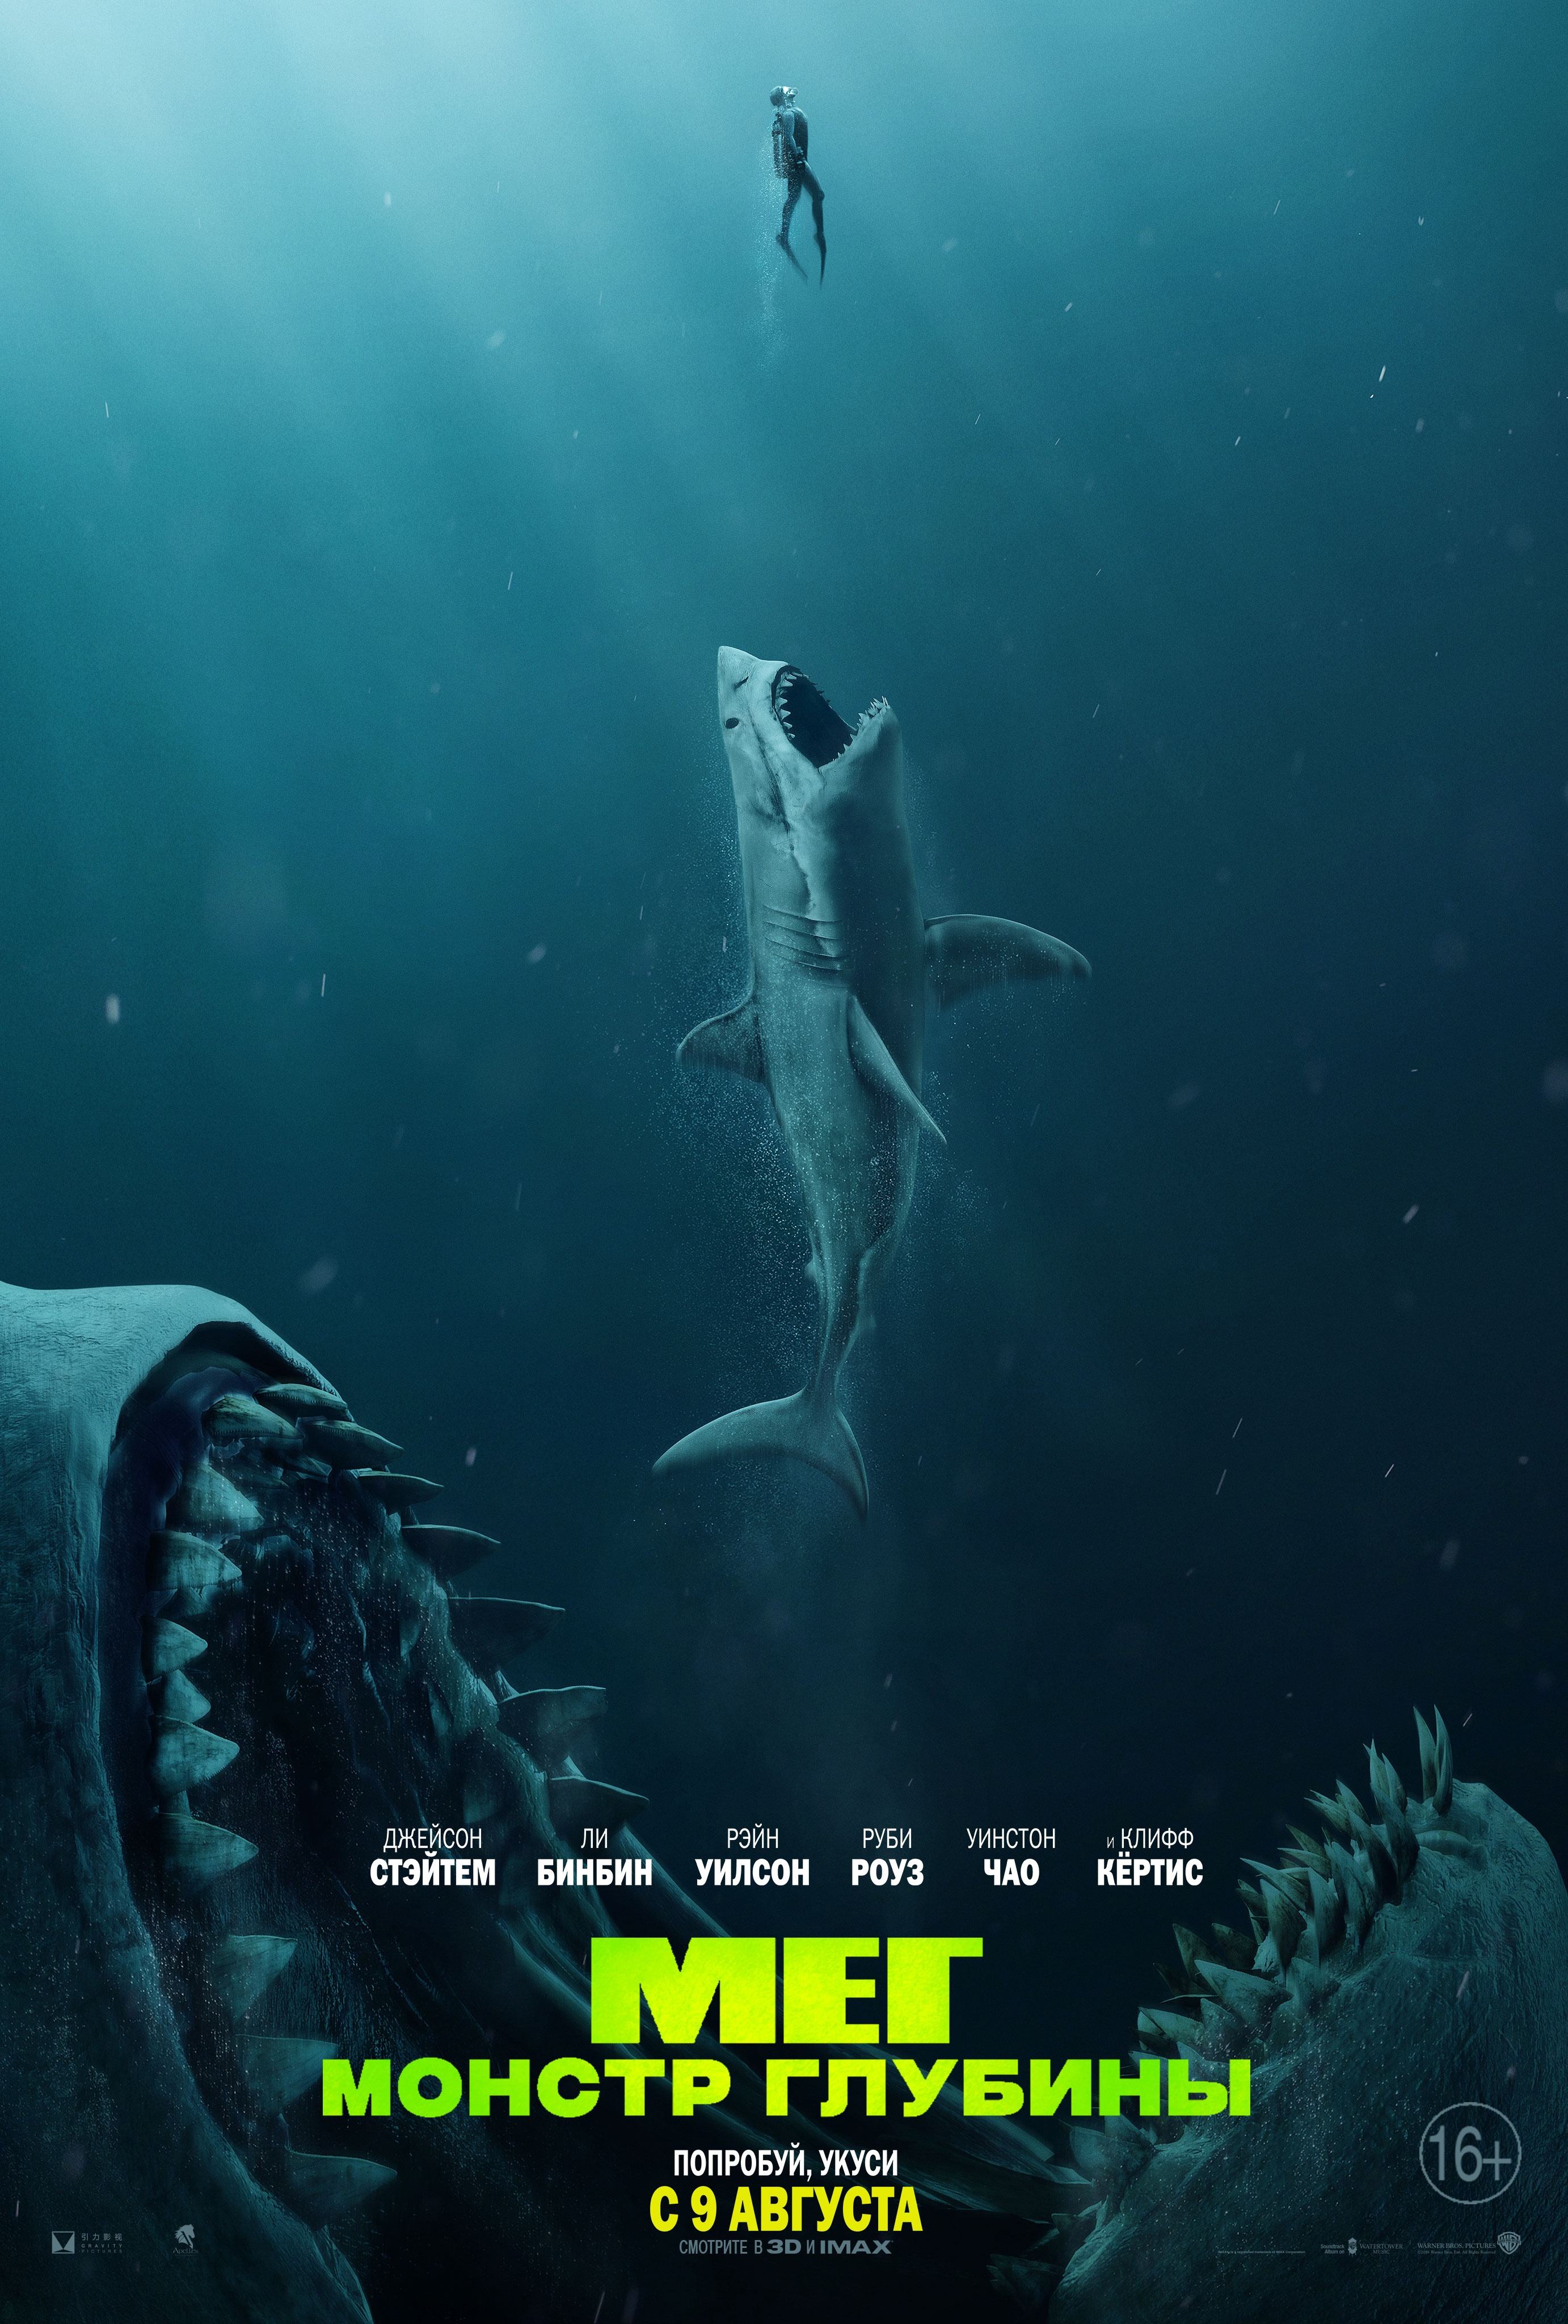 ДЖЕЙСОН СТЭЙТЕМ
ЛИ БИНБИН
РЭЙН УИЛСОН
РУБИ РОУЗ
УИНСТОН ЧАО
И КЛИФФ КЁРТИС
МЕГ
МОНСТР ГЛУБИНЫ
ПОПРОБУЙ, УКУСИ
С 9 АВГУСТА
СМОТРИТЕ В 3D И IMAX
16+
引力影视
GRAVITY
PICTURES
WATERTOWER
MUSIC
WARNER BROS. PICTURES